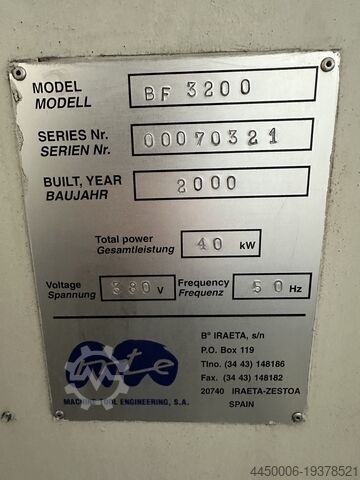 MODEL
MODELL
BF 3200
SERIES Nr.
SERIEN Nr.
00070321
BUILT, YEAR
BAUJAHR
2000
Total power
Gesamtleistung
40 kW
Voltage
Spannung
380 V
Frequency
Frequenz
50 Hz
mte
MACHINE TOOL ENGINEERING, S.A.
Bº IRAETA, s/n
P.O. Box 119
Tlno. (34 43) 148186
Fax. (34 43) 148182
20740 IRAETA-ZESTOA
SPAIN
4450006-19378521